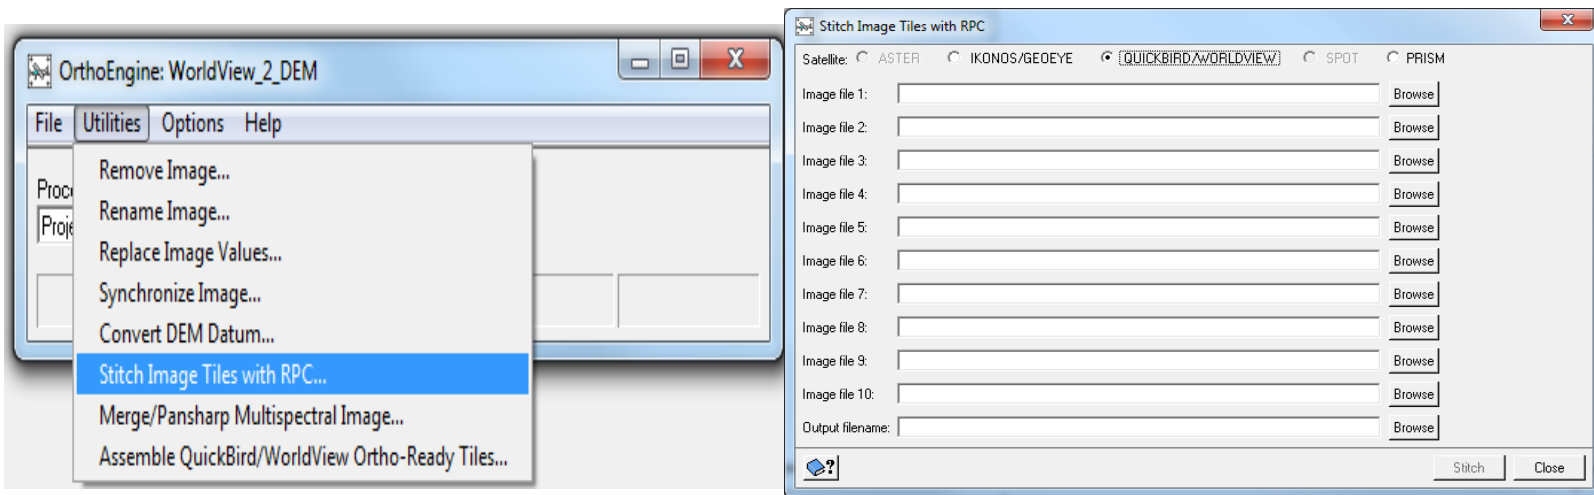 OrthoEngine: WorldView_2_DEM
File Utilities Options Help
Proce
Proje
Remove Image...
Rename Image...
Replace Image Values...
Synchronize Image...
Convert DEM Datum...
Stitch Image Tiles with RPC...
Merge/Pansharp Multispectral Image...
Assemble QuickBird/WorldView Ortho-Ready Tiles...
Stitch Image Tiles with RPC
Satellite: ASTER IKONOS/GEOEYE QUICKBIRD/WORLDVIEW SPOT PRISM
Image file 1: Browse
Image file 2: Browse
Image file 3: Browse
Image file 4: Browse
Image file 5: Browse
Image file 6: Browse
Image file 7: Browse
Image file 8: Browse
Image file 9: Browse
Image file 10: Browse
Output filename: Browse
Stitch Close